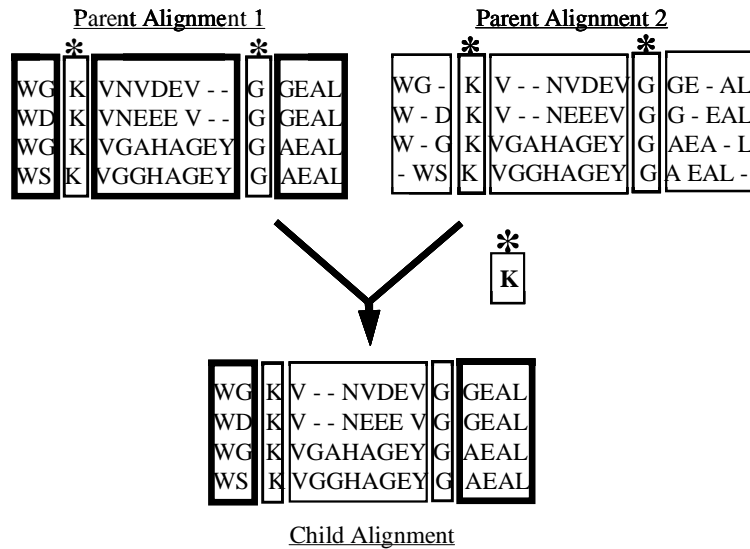 Parent Alignment 1
Parent Alignment 2
* *
* *
WG K VNVDEV - - G GEAL
WD K VNEEE V - - G GEAL
WG K VGAHAGEY G AEAL
WS K VGGHAGEY G AEAL
WG - K V - - NVDEV G GE - AL
W - D K V - - NEEEV G G - EAL
W - G K VGAHAGEY G AEA - L
- WS K VGGHAGEY G A EAL -
*
K
WG K V - - NVDEV G GEAL
WD K V - - NEEE V G GEAL
WG K VGAHAGEY G AEAL
WS K VGGHAGEY G AEAL
Child Alignment